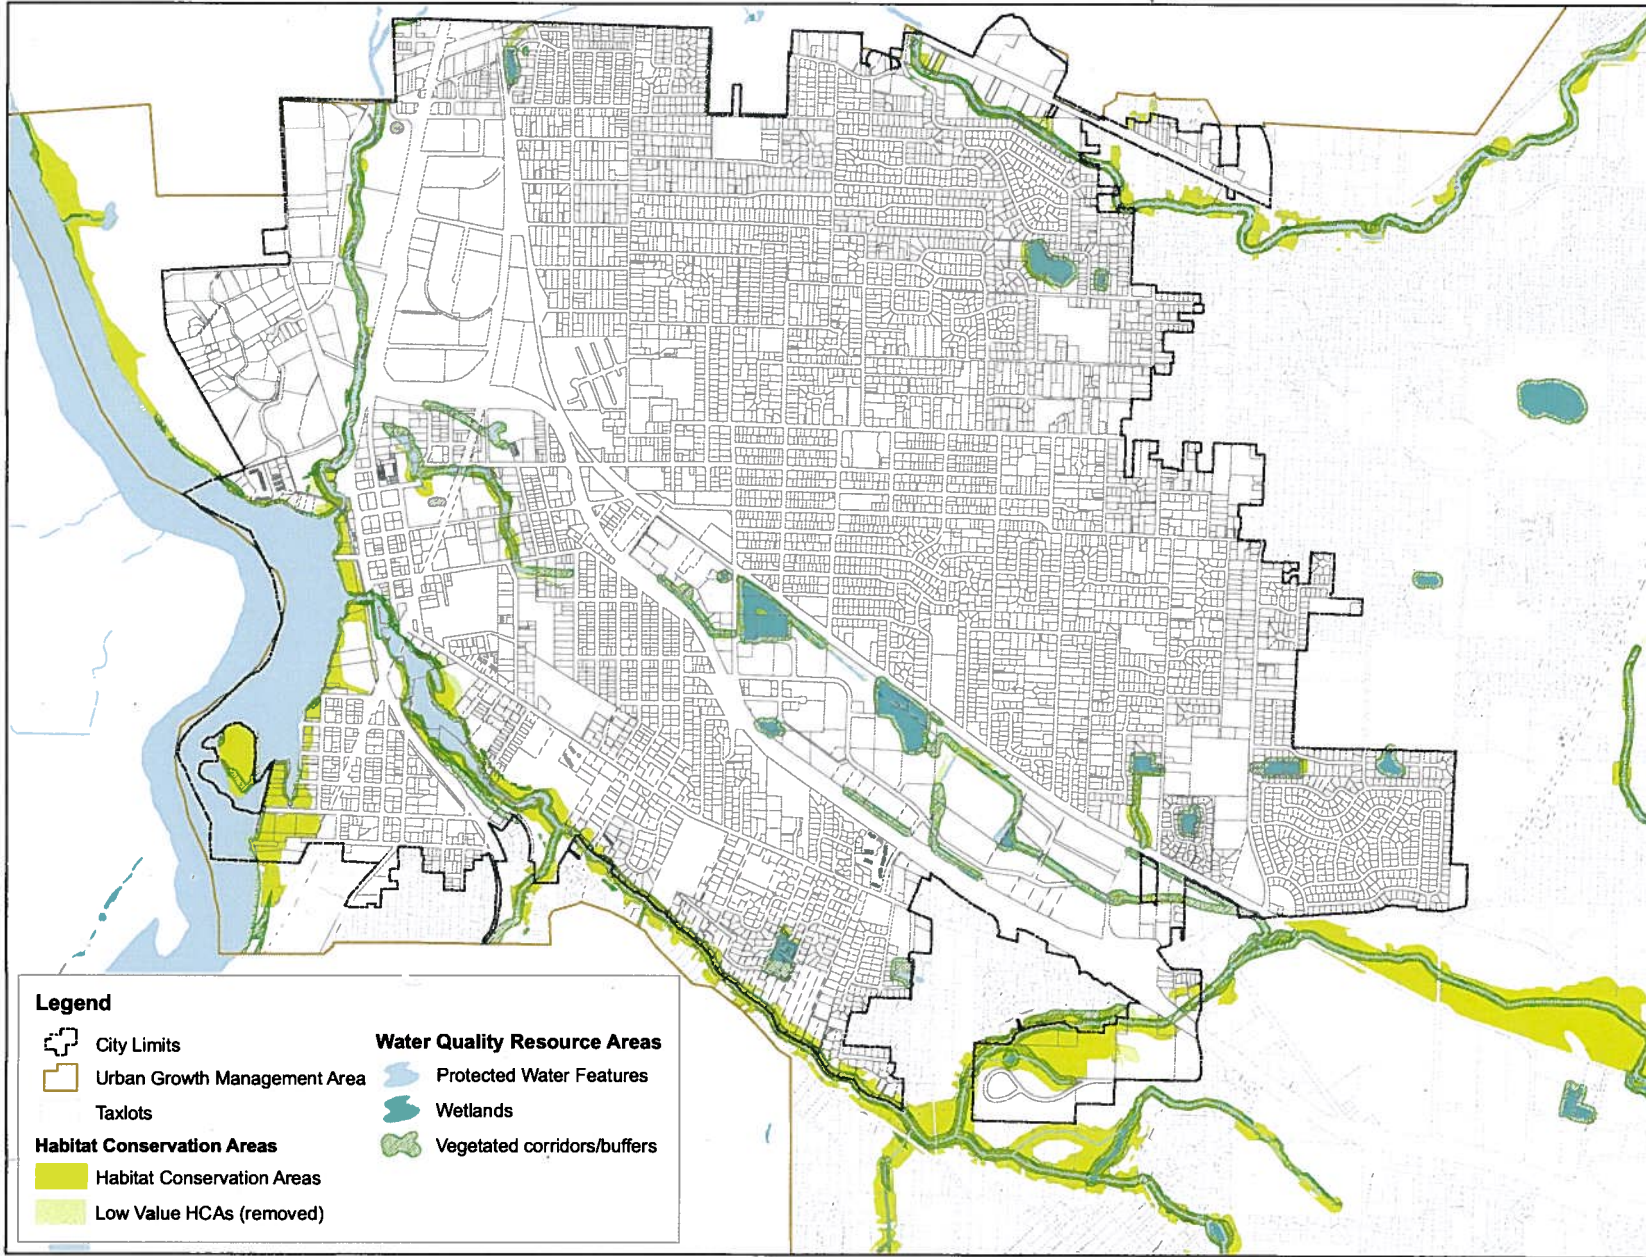 Legend
City Limits
Urban Growth Management Area
Taxlots
Habitat Conservation Areas
Habitat Conservation Areas
Low Value HCAs (removed)
Water Quality Resource Areas
Protected Water Features
Wetlands
Vegetated corridors/buffers